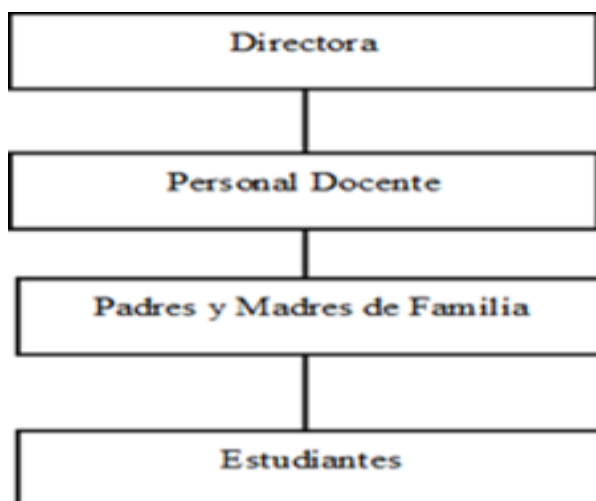 Directora
Personal Docente
Padres y Madres de Familia
Estudiantes